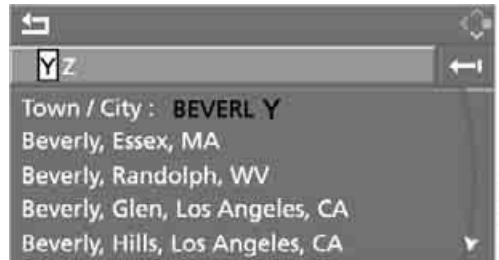 Y Z
Town / City : BEVERL Y
Beverly, Essex, MA
Beverly, Randolph, WV
Beverly, Glen, Los Angeles, CA
Beverly, Hills, Los Angeles, CA